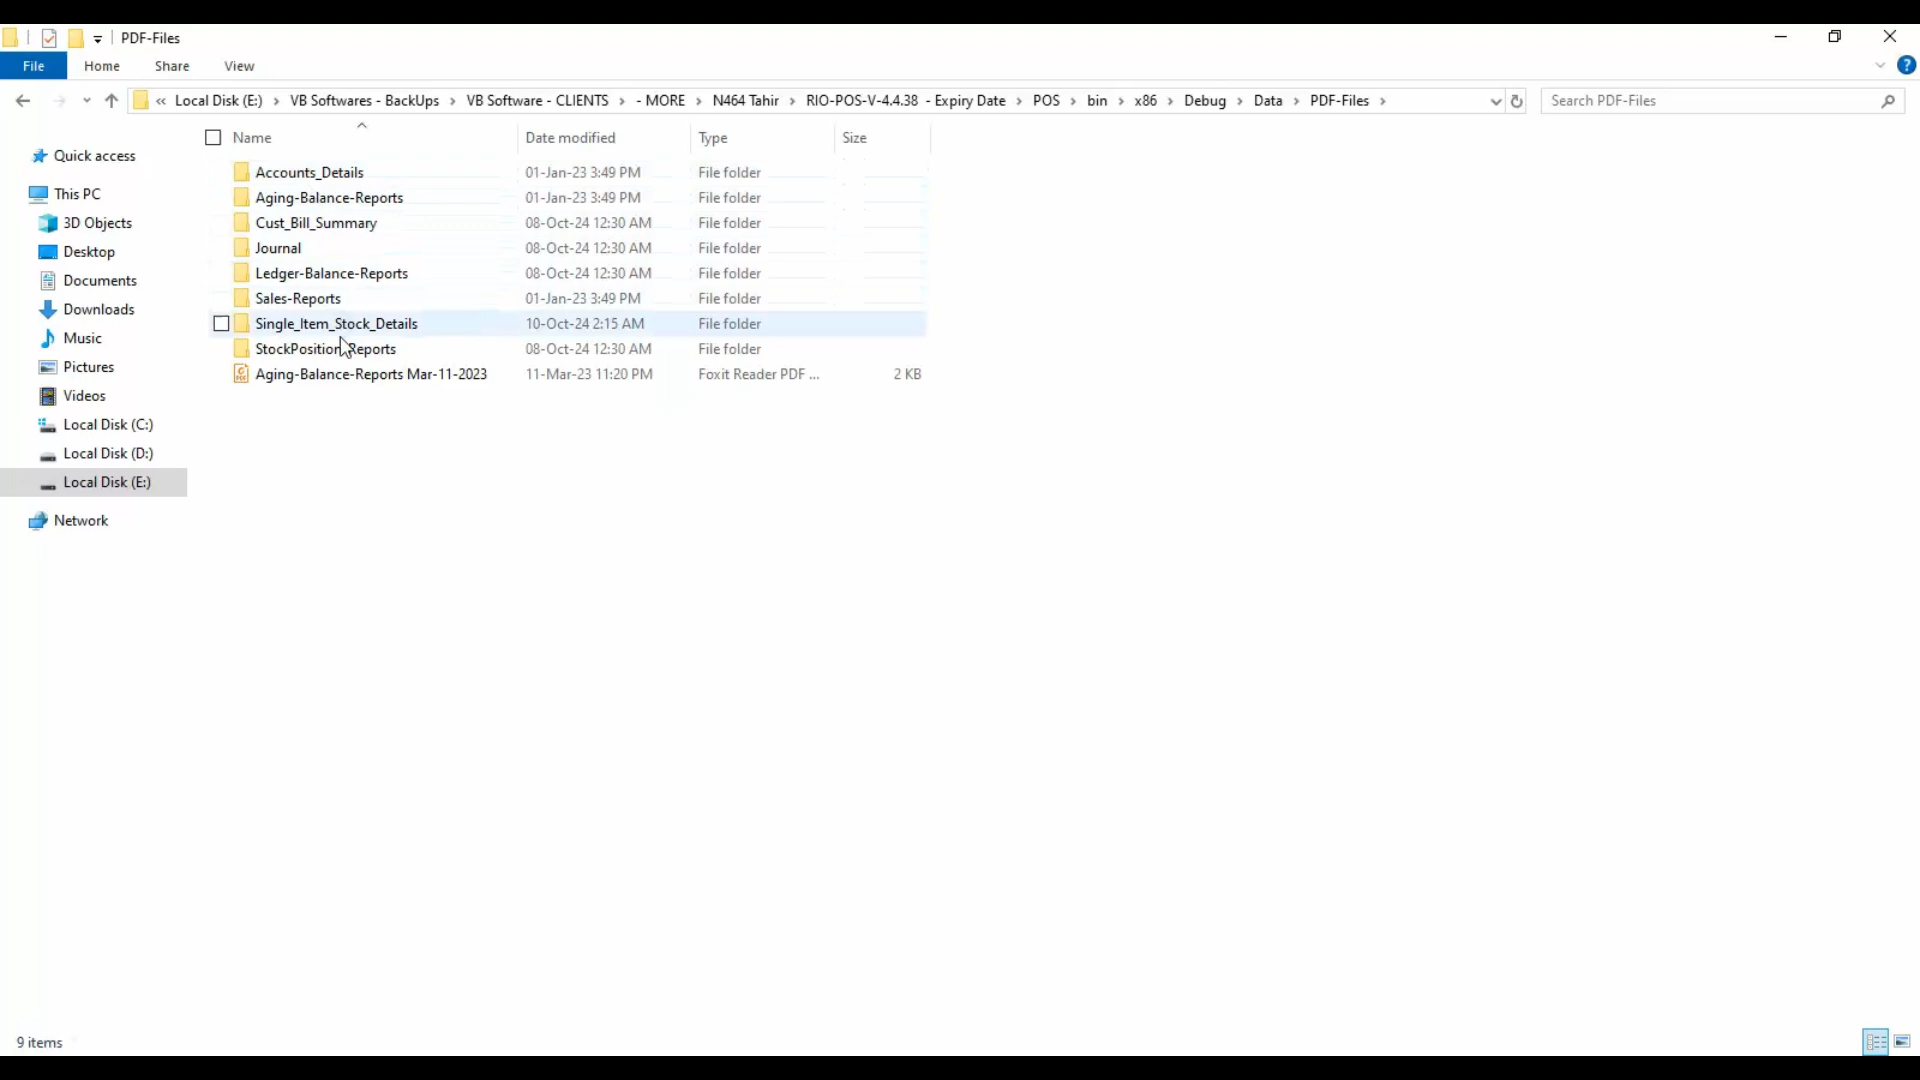 PDF-Files
File Home Share View
« Local Disk (E:) › VB Softwares - BackUps › VB Software - CLIENTS › - MORE › N464 Tahir › RIO-POS-V-4.4.38 - Expiry Date › POS › bin › x86 › Debug › Data › PDF-Files › Search PDF-Files
Name Date modified Type Size
Quick access
This PC
3D Objects
Desktop
Documents
Downloads
Music
Pictures
Videos
Local Disk (C:)
Local Disk (D:)
Local Disk (E:)
Network
Accounts_Details 01-Jan-23 3:49 PM File folder
Aging-Balance-Reports 01-Jan-23 3:49 PM File folder
Cust_Bill_Summary 08-Oct-24 12:30 AM File folder
Journal 08-Oct-24 12:30 AM File folder
Ledger-Balance-Reports 08-Oct-24 12:30 AM File folder
Sales-Reports 01-Jan-23 3:49 PM File folder
Single_Item_Stock_Details 10-Oct-24 2:15 AM File folder
StockPosition-Reports 08-Oct-24 12:30 AM File folder
Aging-Balance-Reports Mar-11-2023 11-Mar-23 11:20 PM Foxit Reader PDF ... 2 KB
9 items